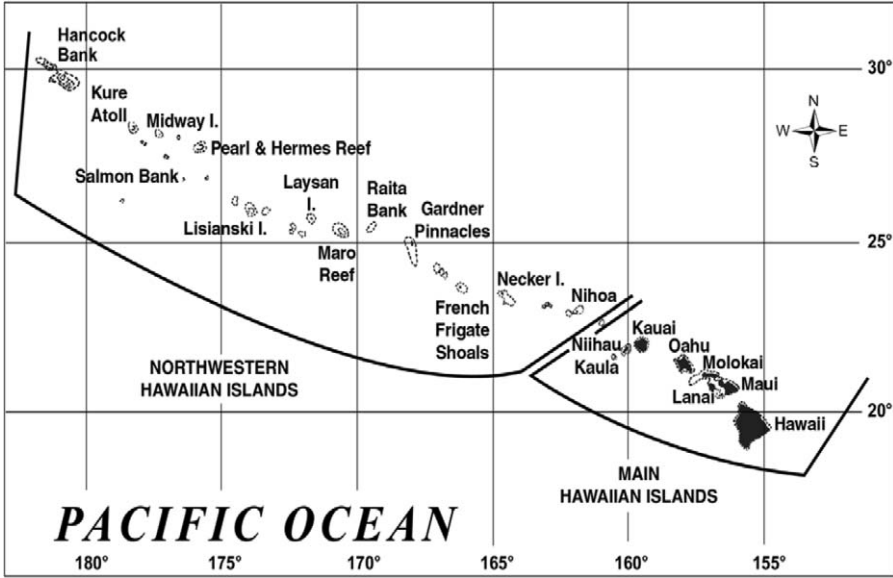 Hancock
Bank
30°
N
W E
S
Kure
Atoll
Midway I.
Pearl & Hermes Reef
Salmon Bank
Laysan
I.
Raita
Bank
Gardner
Pinnacles
Lisianski I.
25°
Maro
Reef
Necker I.
Nihoa
French
Frigate
Shoals
Niihau
Kaula
Kauai
Oahu
Molokai
Maui
Lanai
Hawaii
20°
NORTHWESTERN
HAWAIIAN ISLANDS
MAIN
HAWAIIAN ISLANDS
PACIFIC OCEAN
180° 175° 170° 165° 160° 155°